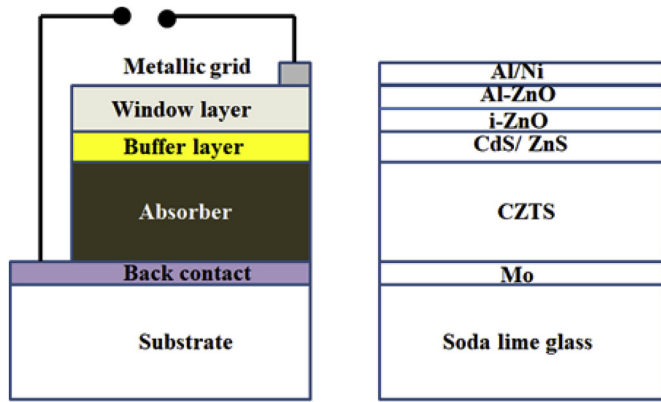 Metallic grid
Window layer
Buffer layer
Absorber
Back contact
Substrate
Al/Ni
Al-ZnO
i-ZnO
CdS/ ZnS
CZTS
Mo
Soda lime glass